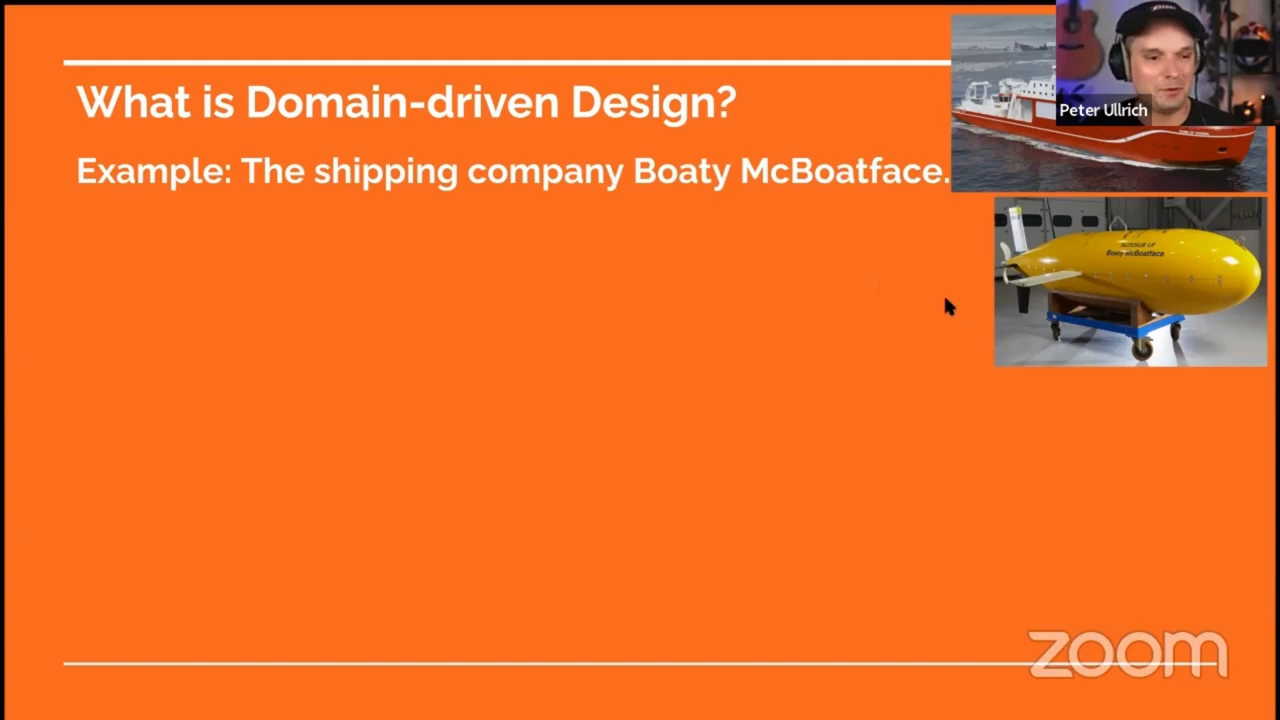 What is Domain-driven Design?
Example: The shipping company Boaty McBoatface.
Peter Ullrich
Boaty McBoatface
zoom